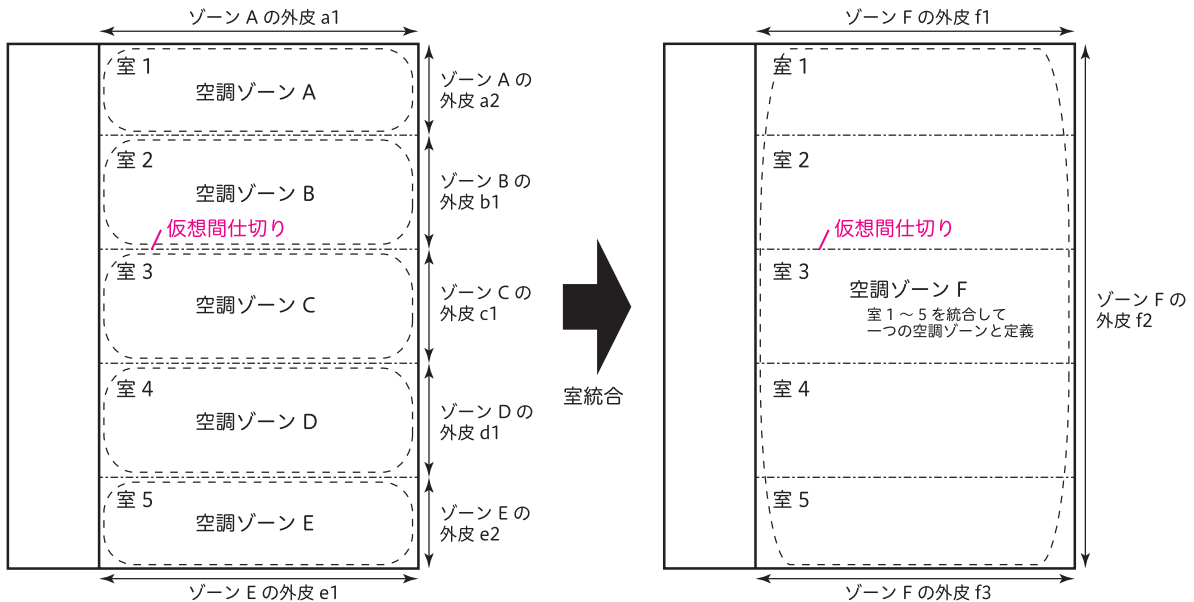 ゾーン A の外皮 a1
室 1
空調ゾーン A
ゾーン A の
外皮 a2
室 2
空調ゾーン B
ゾーン B の
外皮 b1
仮想間仕切り
室 3
空調ゾーン C
ゾーン C の
外皮 c1
室 4
空調ゾーン D
ゾーン D の
外皮 d1
室 5
空調ゾーン E
ゾーン E の
外皮 e2
ゾーン E の外皮 e1
室統合
ゾーン F の外皮 f1
室 1
室 2
仮想間仕切り
室 3
空調ゾーン F
室 1 ～ 5 を統合して
一つの空調ゾーンと定義
ゾーン F の
外皮 f2
室 4
室 5
ゾーン F の外皮 f3